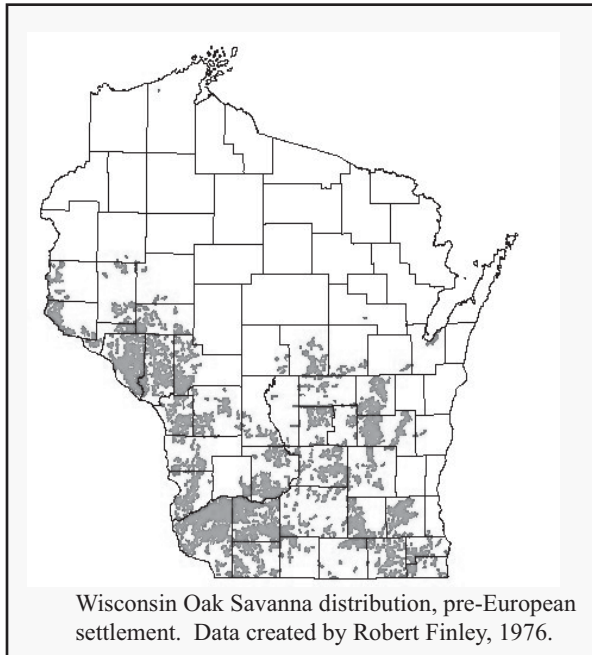 Wisconsin Oak Savanna distribution, pre-European
settlement.  Data created by Robert Finley, 1976.